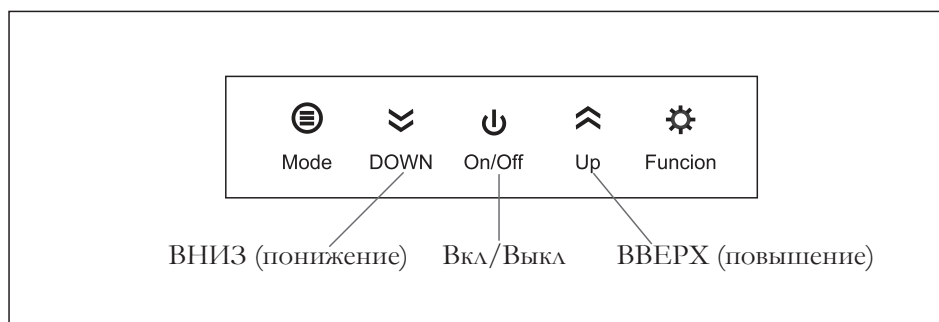 Mode DOWN On/Off Up Funcion
ВНИЗ (понижение) Вкл/Выкл ВВЕРХ (повышение)